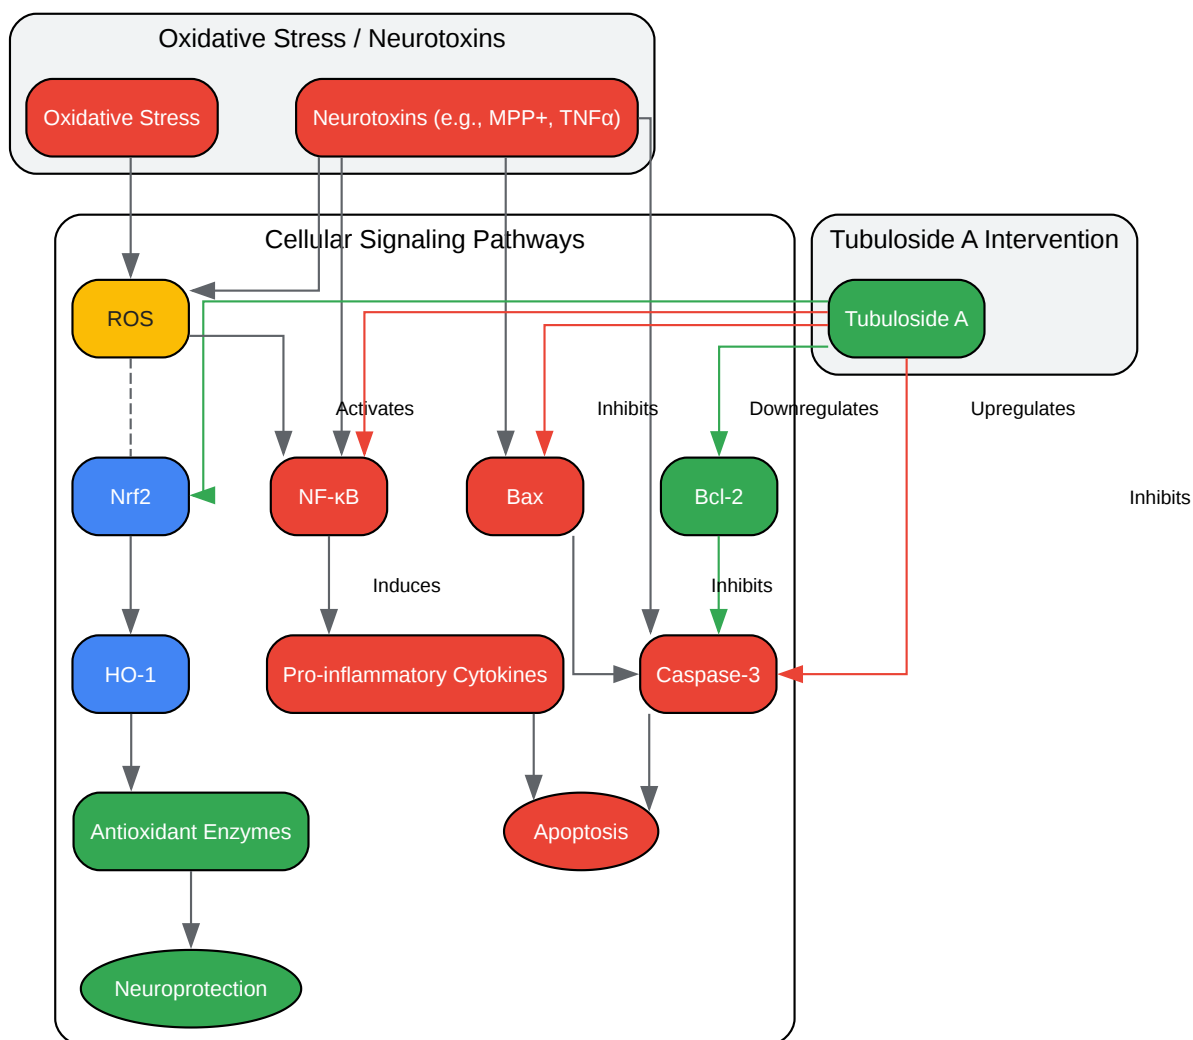 Oxidative Stress / Neurotoxins
Oxidative Stress
Neurotoxins (e.g., MPP+, TNFα)
Cellular Signaling Pathways
Tubuloside A Intervention
ROS
Tubuloside A
Activates
Inhibits
Downregulates
Upregulates
Nrf2
NF-κB
Bax
Bcl-2
Inhibits
Induces
Inhibits
HO-1
Pro-inflammatory Cytokines
Caspase-3
Antioxidant Enzymes
Apoptosis
Neuroprotection